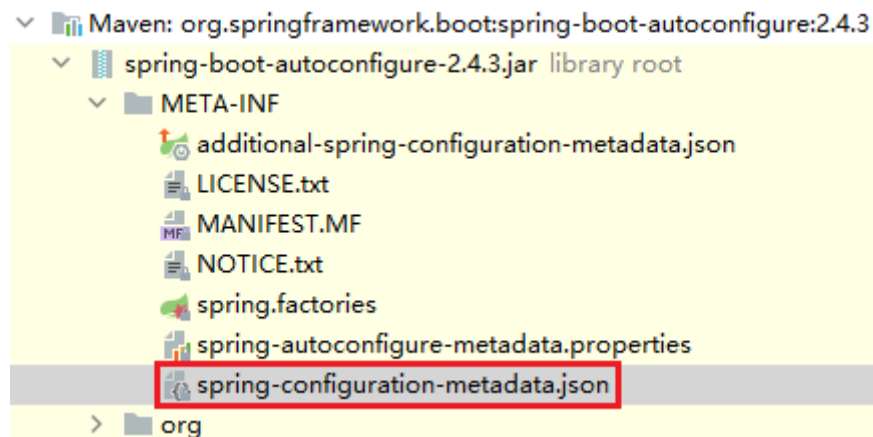 Maven: org.springframework.boot:spring-boot-autoconfigure:2.4.3
spring-boot-autoconfigure-2.4.3.jar library root
META-INF
additional-spring-configuration-metadata.json
LICENSE.txt
MF MANIFEST.MF
NOTICE.txt
spring.factories
spring-autoconfigure-metadata.properties
spring-configuration-metadata.json
org